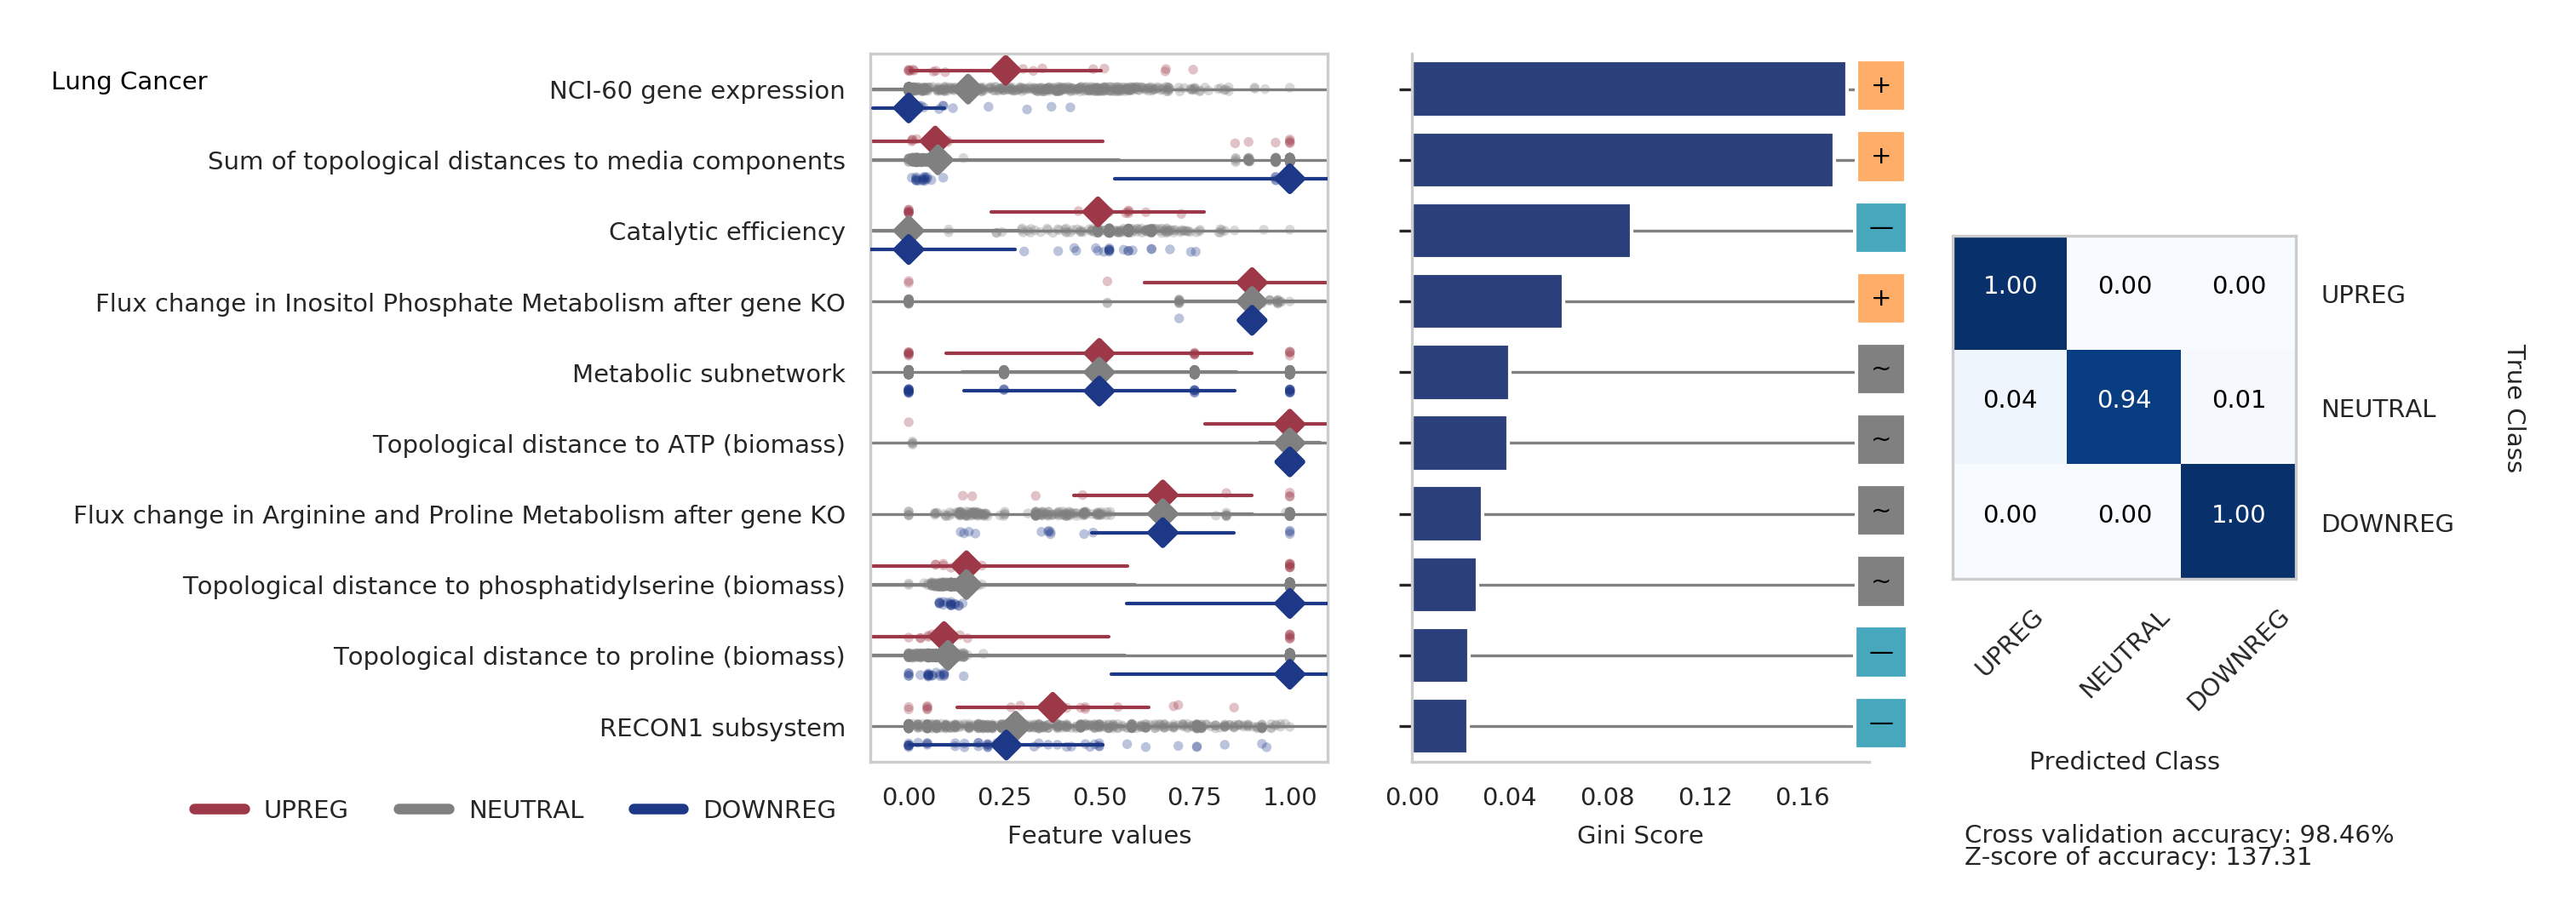 Lung Cancer
NCI-60 gene expression
Sum of topological distances to media components
Catalytic efficiency
Flux change in Inositol Phosphate Metabolism after gene KO
Metabolic subnetwork
Topological distance to ATP (biomass)
Flux change in Arginine and Proline Metabolism after gene KO
Topological distance to phosphatidylserine (biomass)
Topological distance to proline (biomass)
RECON1 subsystem
UPREG NEUTRAL DOWNREG
0.00 0.25 0.50 0.75 1.00
Feature values
0.00 0.04 0.08 0.12 0.16
Gini Score
+
+
—
+
~
~
~
~
—
—
1.00 0.00 0.00 UPREG
0.04 0.94 0.01 NEUTRAL
0.00 0.00 1.00 DOWNREG
True Class
UPREG NEUTRAL DOWNREG
Predicted Class
Cross validation accuracy: 98.46%
Z-score of accuracy: 137.31